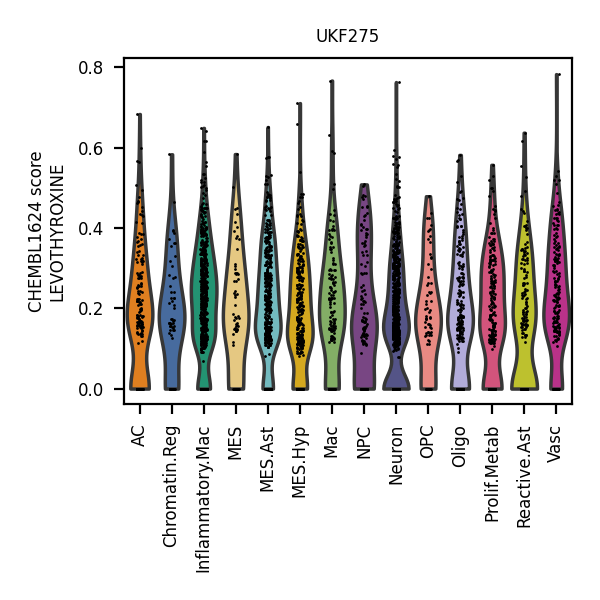 UKF275
CHEMBL1624 score
LEVOTHYROXINE
0.8
0.6
0.4
0.2
0.0
AC
Chromatin.Reg
Inflammatory.Mac
MES
MES.Ast
MES.Hyp
Mac
NPC
Neuron
OPC
Oligo
Prolif.Metab
Reactive.Ast
Vasc